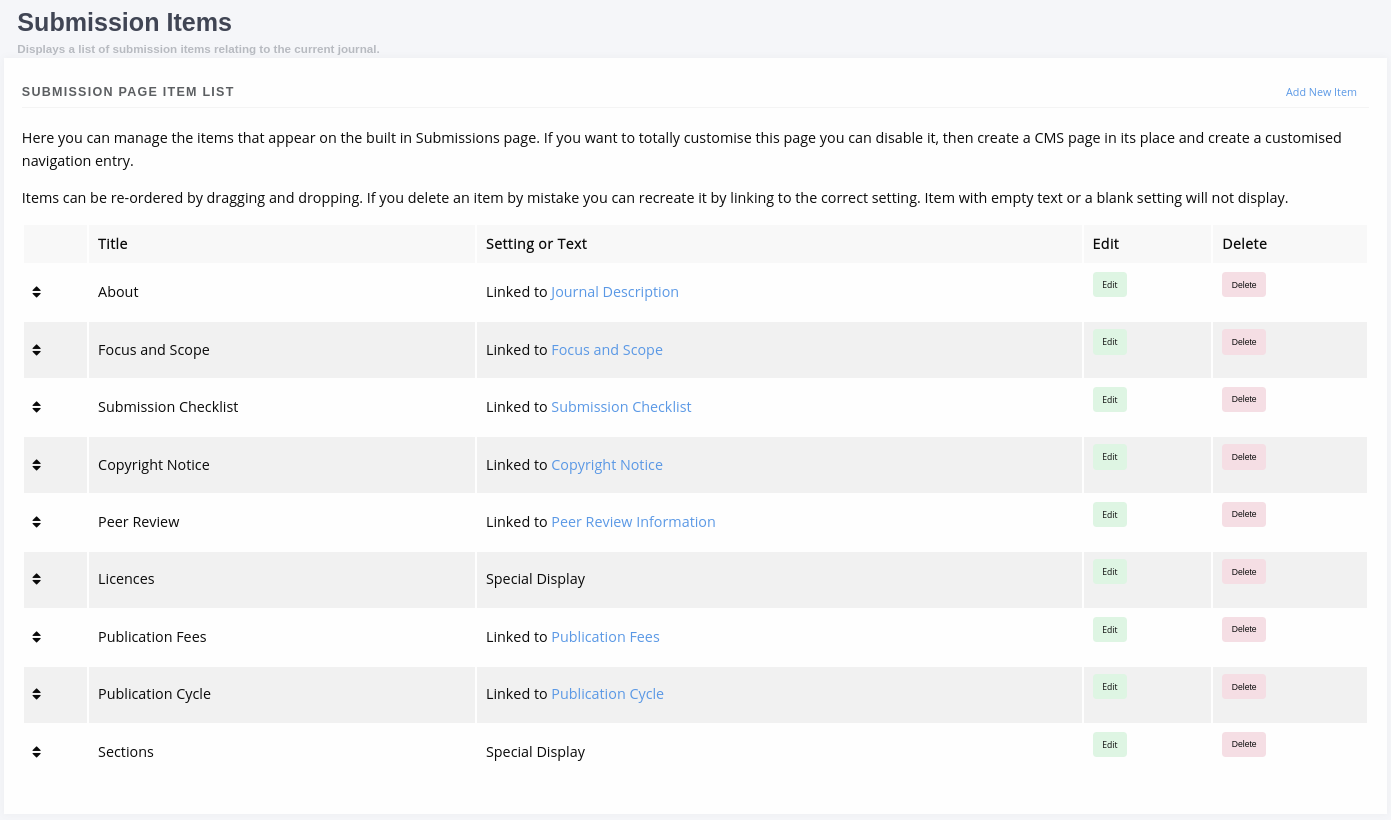 Submission Items
Displays a list of submission items relating to the current journal.
SUBMISSION PAGE ITEM LIST
Add New Item
Here you can manage the items that appear on the built in Submissions page. If you want to totally customise this page you can disable it, then create a CMS page in its place and create a customised
navigation entry.
Items can be re-ordered by dragging and dropping. If you delete an item by mistake you can recreate it by linking to the correct setting. Item with empty text or a blank setting will not display.
Title Setting or Text Edit Delete
About Linked to Journal Description Edit Delete
Focus and Scope Linked to Focus and Scope Edit Delete
Submission Checklist Linked to Submission Checklist Edit Delete
Copyright Notice Linked to Copyright Notice Edit Delete
Peer Review Linked to Peer Review Information Edit Delete
Licences Special Display Edit Delete
Publication Fees Linked to Publication Fees Edit Delete
Publication Cycle Linked to Publication Cycle Edit Delete
Sections Special Display Edit Delete